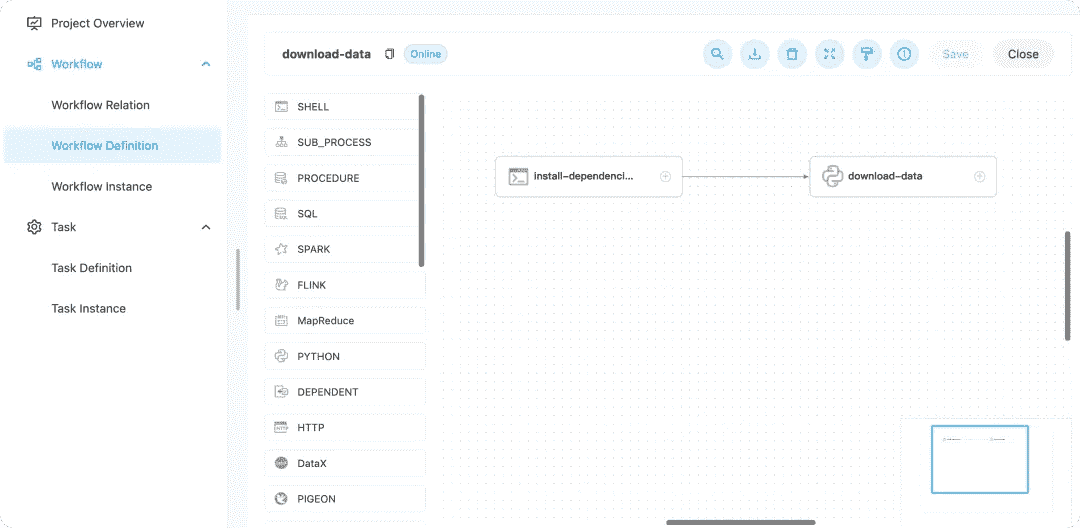 Project Overview
Workflow
Workflow Relation
Workflow Definition
Workflow Instance
Task
Task Definition
Task Instance
download-data
Online
Save
Close
SHELL
SUB_PROCESS
PROCEDURE
SQL
SPARK
FLINK
MapReduce
PYTHON
DEPENDENT
HTTP
DataX
PIGEON
install-dependenci...
download-data